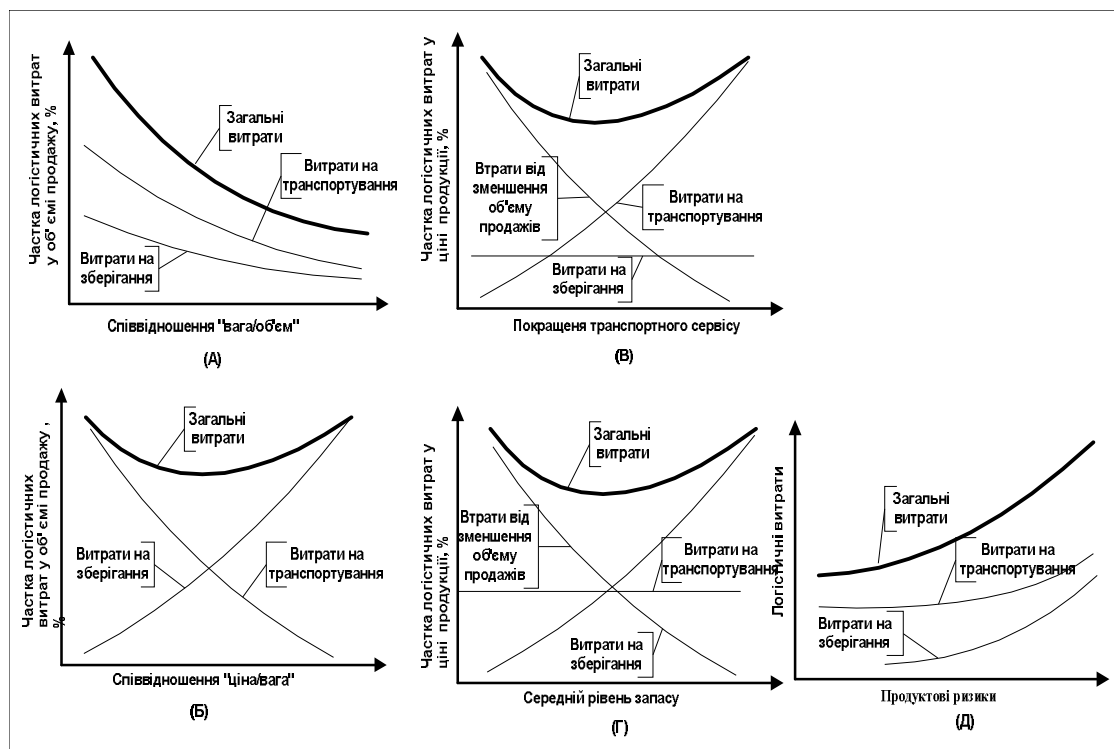 Частка логістичних витрат
у об' ємі продажу, %
Загальні
витрати
Витрати на
транспортування
Витрати на
зберігання
Співвідношення "вага/об'єм"
(А)
Частка логістичних витрат у
ціні продукції, %
Загальні
витрати
Втрати від
зменшення
об'єму
продажів
Витрати на
транспортування
Витрати на
зберігання
Покращеня транспортного сервісу
(В)
Частка логістичних
витрат у об' ємі продажу ,
%
Загальні
витрати
Витрати на
зберігання
Витрати на
транспортування
Співвідношення "ціна/вага"
(Б)
Частка логістичних витрат у
ціні продукції, %
Загальні
витрати
Втрати від
зменшення
об'єму
продажів
Витрати на
транспортування
Витрати на
зберігання
Середній рівень запасу
(Г)
Логістичні витрати
Загальні
витрати
Витрати на
транспортування
Витрати на
зберігання
Продуктові ризики
(Д)